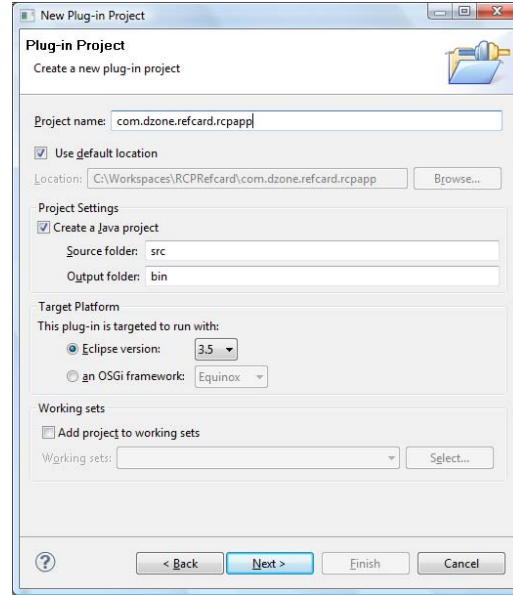 New Plug-in Project
Plug-in Project
Create a new plug-in project
Project name: com.dzone.refcard.rcpapp
Use default location
Location: C:\Workspaces\RCPRefcard\com.dzone.refcard.rcpapp Browse...
Project Settings
Create a Java project
Source folder: src
Output folder: bin
Target Platform
This plug-in is targeted to run with:
Eclipse version: 3.5
an OSGi framework: Equinox
Working sets
Add project to working sets
Working sets: Select...
? < Back Next > Finish Cancel